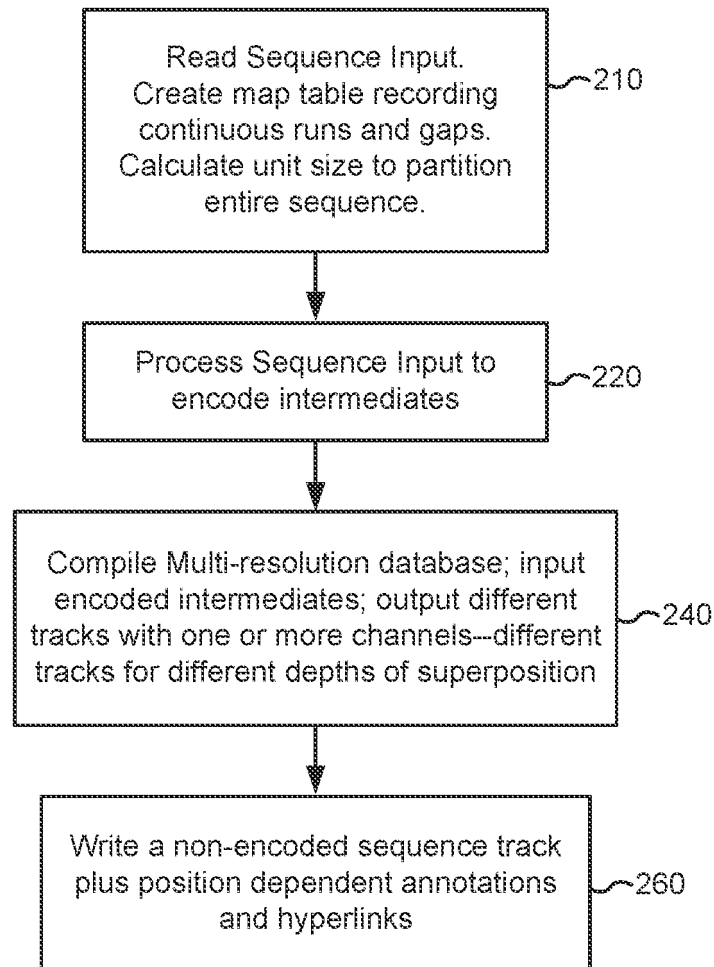 Read Sequence Input.
Create map table recording
continuous runs and gaps.
Calculate unit size to partition
entire sequence.
210
Process Sequence Input to
encode intermediates
220
Compile Multi-resolution database; input
encoded intermediates; output different
tracks with one or more channels---different
tracks for different depths of superposition
240
Write a non-encoded sequence track
plus position dependent annotations
and hyperlinks
260